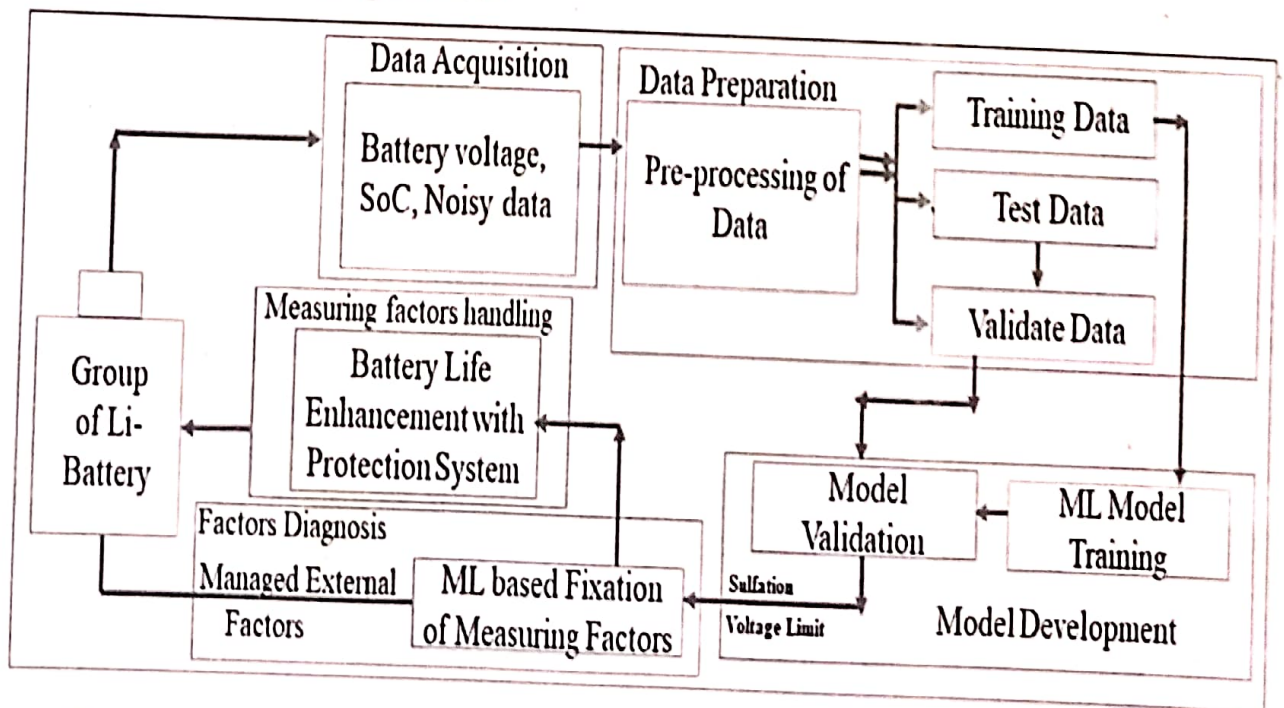 Data Acquisition
Battery voltage,
SoC, Noisy data
Data Preparation
Pre-processing of
Data
Training Data
Test Data
Validate Data
Group
of Li-
Battery
Measuring factors handling
Battery Life
Enhancement with
Protection System
Factors Diagnosis
Managed External
Factors
ML based Fixation
of Measuring Factors
Sulfation
Voltage Limit
Model
Validation
ML Model
Training
Model Development